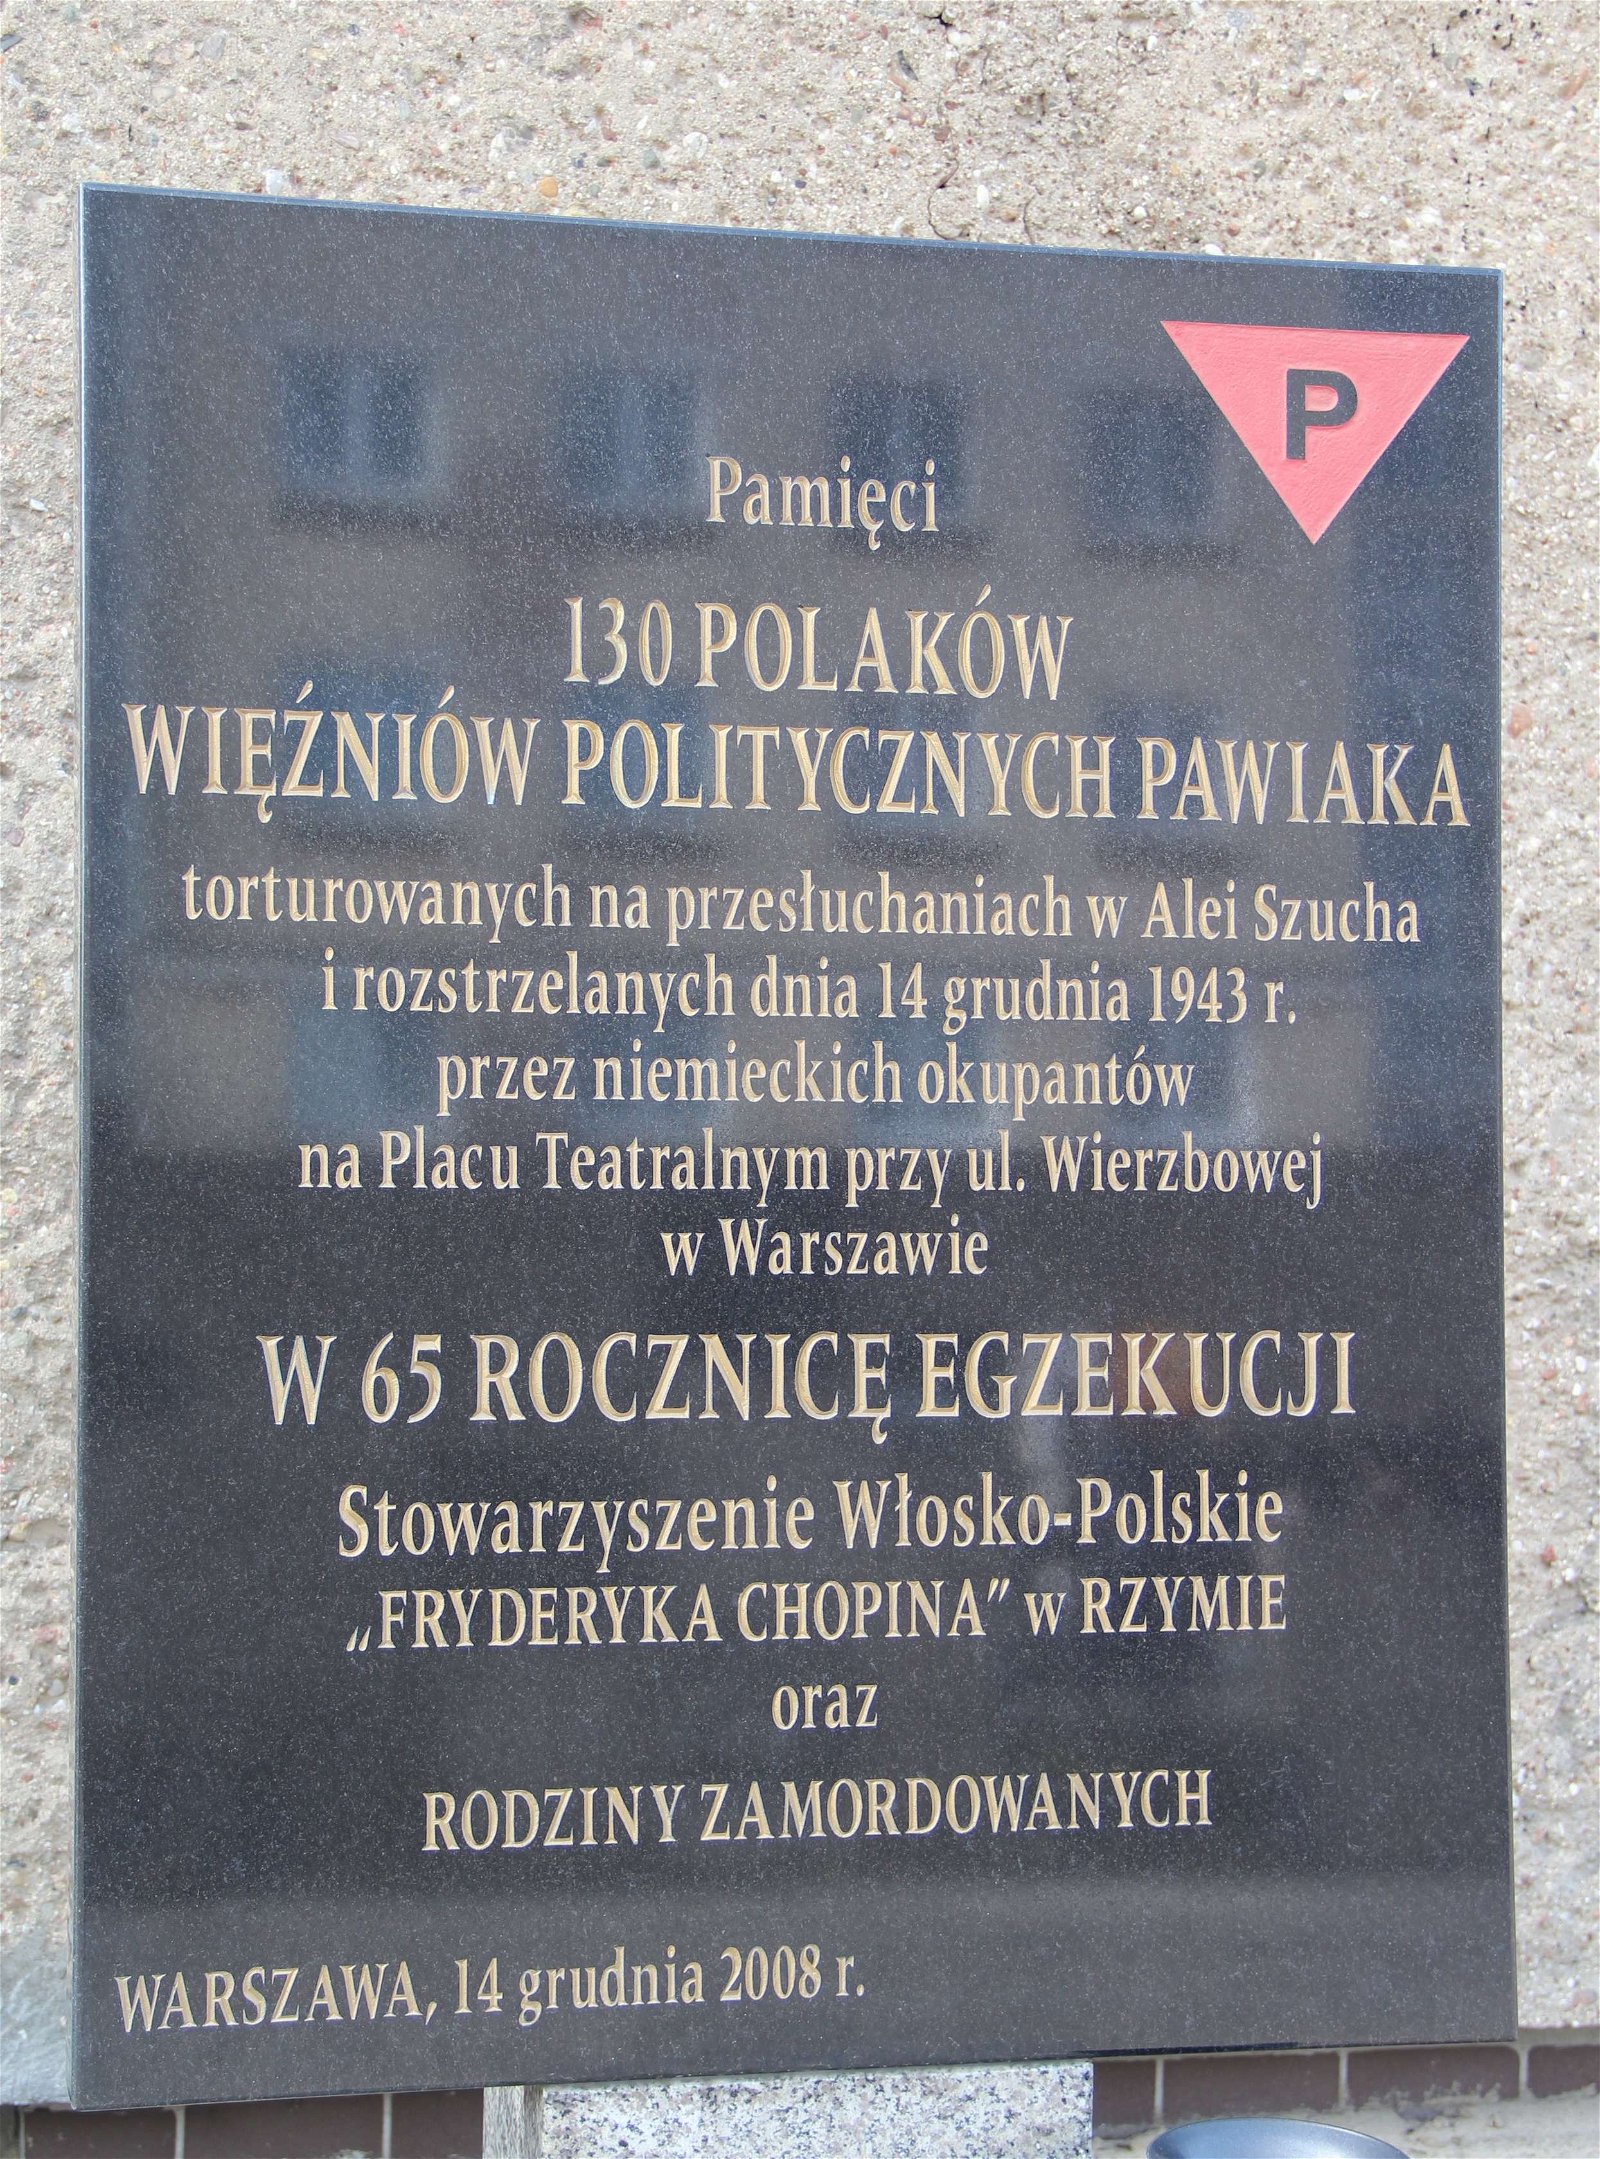 P
Pamięci
130 POLAKÓW
WIĘŹNIÓW POLITYCZNYCH PAWIAKA
torturowanych na przesłuchaniach w Alei Szucha
i rozstrzelanych dnia 14 grudnia 1943 r.
przez niemieckich okupantów
na Placu Teatralnym przy ul. Wierzbowej
w Warszawie
W 65 ROCZNICĘ EGZEKUCJI
Stowarzyszenie Włosko-Polskie
„FRYDERYKA CHOPINA” w RZYMIE
oraz
RODZINY ZAMORDOWANYCH
WARSZAWA, 14 grudnia 2008 r.